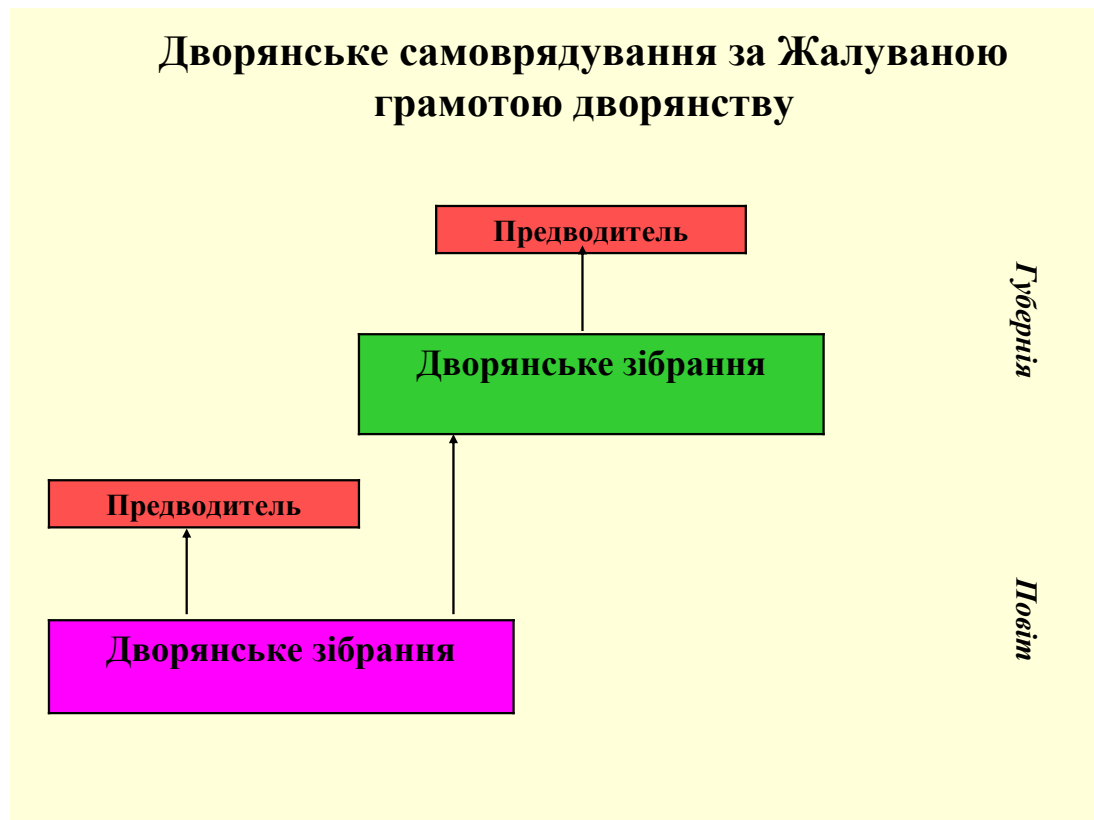 Дворянське самоврядування за Жалуваною
грамотою дворянству
Предводитель
Губернія
Дворянське зібрання
Предводитель
Повіт
Дворянське зібрання